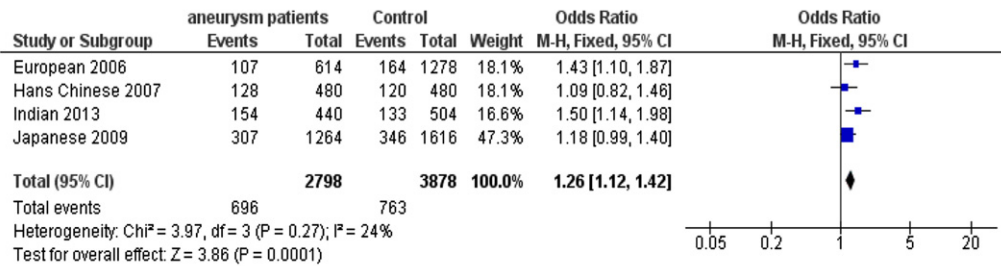 aneurysm patients Control Odds Ratio Odds Ratio
Study or Subgroup Events Total Events Total Weight M-H, Fixed, 95% CI M-H, Fixed, 95% CI
European 2006 107 614 164 1278 18.1% 1.43 [1.10, 1.87]
Hans Chinese 2007 128 480 120 480 18.1% 1.09 [0.82, 1.46]
Indian 2013 154 440 133 504 16.6% 1.50 [1.14, 1.98]
Japanese 2009 307 1264 346 1616 47.3% 1.18 [0.99, 1.40]
Total (95% CI) 2798 3878 100.0% 1.26 [1.12, 1.42]
Total events 696 763
Heterogeneity: Chi² = 3.97, df = 3 (P = 0.27); I² = 24%
Test for overall effect: Z = 3.86 (P = 0.0001)
0.05 0.2 1 5 20